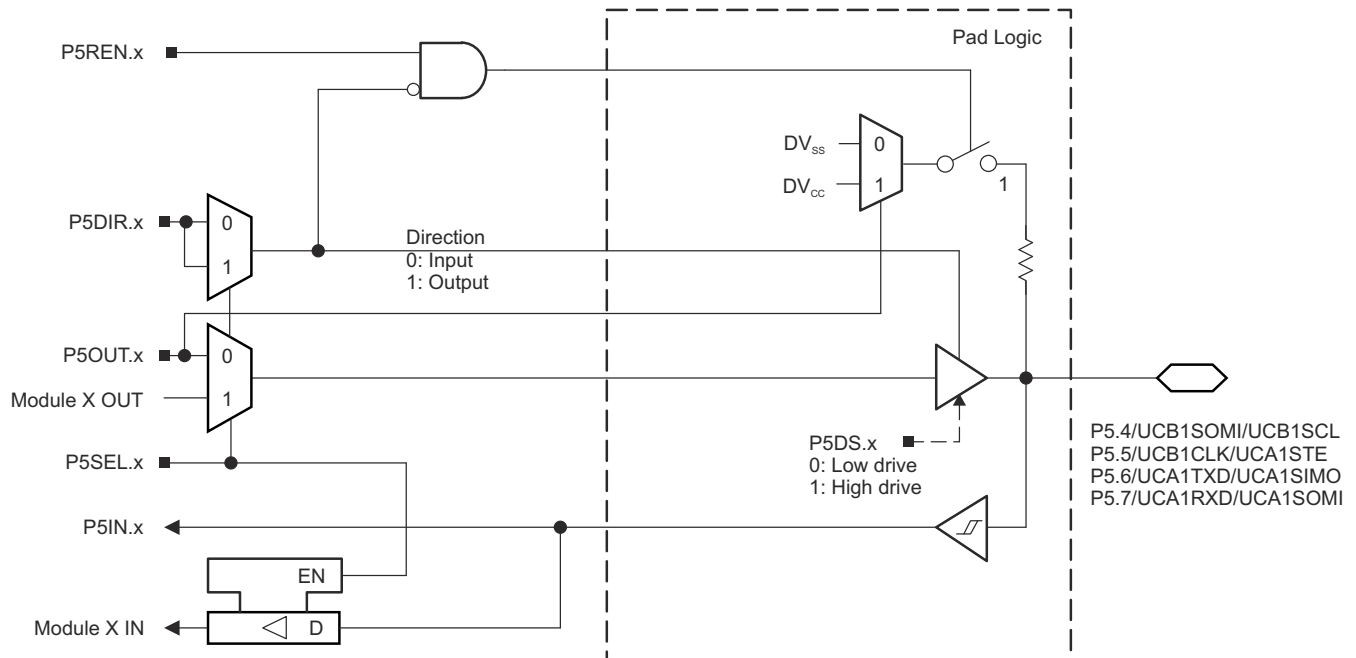 Pad Logic
P5REN.x
DVSS
0
DVCC
1
1
P5DIR.x
0
1
Direction
0: Input
1: Output
P5OUT.x
0
Module X OUT
1
P5SEL.x
P5DS.x
0: Low drive
1: High drive
P5.4/UCB1SOMI/UCB1SCL
P5.5/UCB1CLK/UCA1STE
P5.6/UCA1TXD/UCA1SIMO
P5.7/UCA1RXD/UCA1SOMI
P5IN.x
EN
Module X IN
D